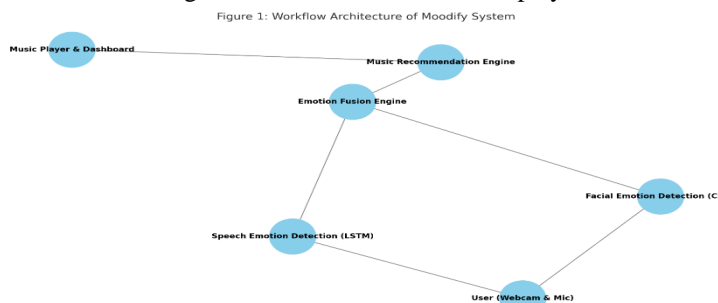 Figure 1: Workflow Architecture of Moodify System
Music Player & Dashboard
Music Recommendation Engine
Emotion Fusion Engine
Facial Emotion Detection (C
Speech Emotion Detection (LSTM)
User (Webcam & Mic)